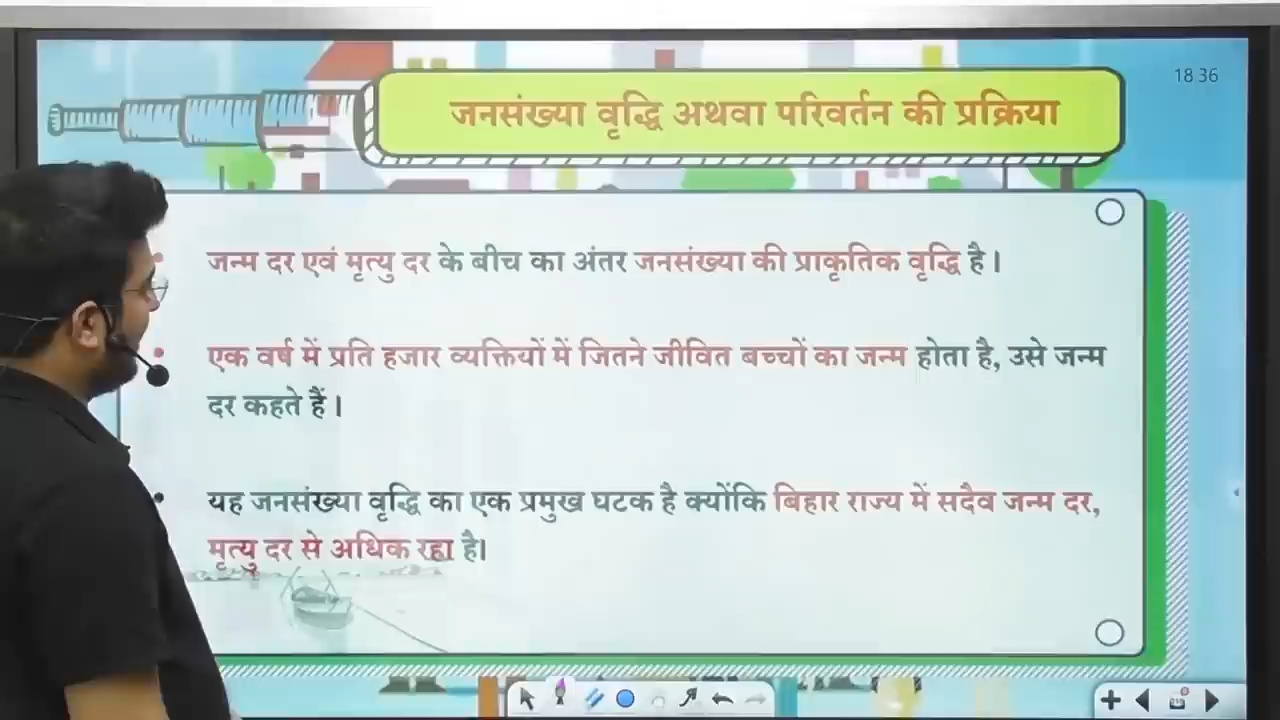 18 36
जनसंख्या वृद्धि अथवा परिवर्तन की प्रक्रिया
जन्म दर एवं मृत्यु दर के बीच का अंतर जनसंख्या की प्राकृतिक वृद्धि है।
एक वर्ष में प्रति हजार व्यक्तियों में जितने जीवित बच्चों का जन्म होता है, उसे जन्म
दर कहते हैं।
यह जनसंख्या वृद्धि का एक प्रमुख घटक है क्योंकि बिहार राज्य में सदैव जन्म दर,
मृत्यु दर से अधिक रहा है।